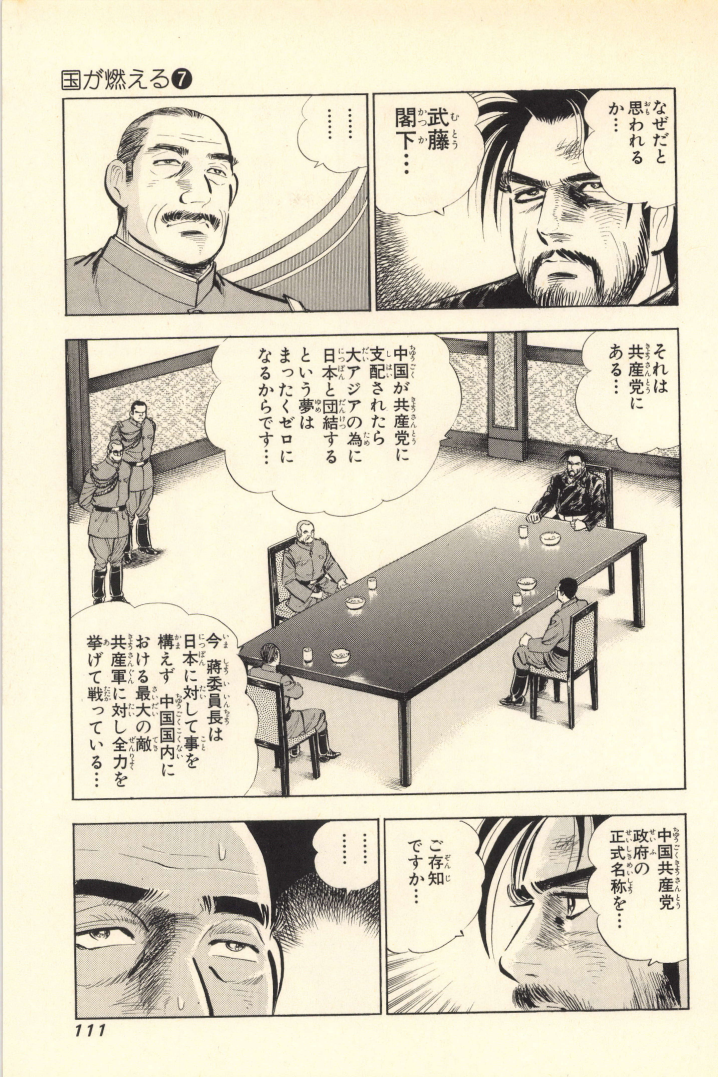 国が燃える❼
なぜだと
思われる
か…
武藤
閣下…
……
それは
共産党に
ある…
中国が共産党に
支配されたら
大アジアの為に
日本と団結する
という夢は
まったくゼロに
なるからです…
今 蔣委員長は
日本に対して事を
構えず 中国国内に
おける最大の敵
共産軍に対し全力を
挙げて戦っている…
中国共産党
政府の
正式名称を…
ご存知
ですか…
……
111